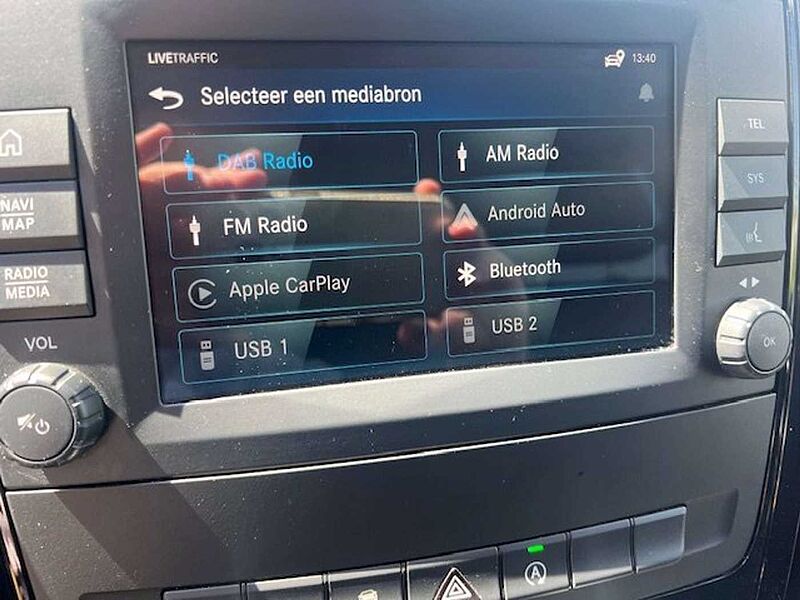 LIVETRAFFIC 13:40
Selecteer een mediabron
DAB Radio
AM Radio
FM Radio
Android Auto
Apple CarPlay
Bluetooth
USB 1
USB 2
NAVI
MAP
RADIO
MEDIA
VOL
TEL
SYS
OK
A